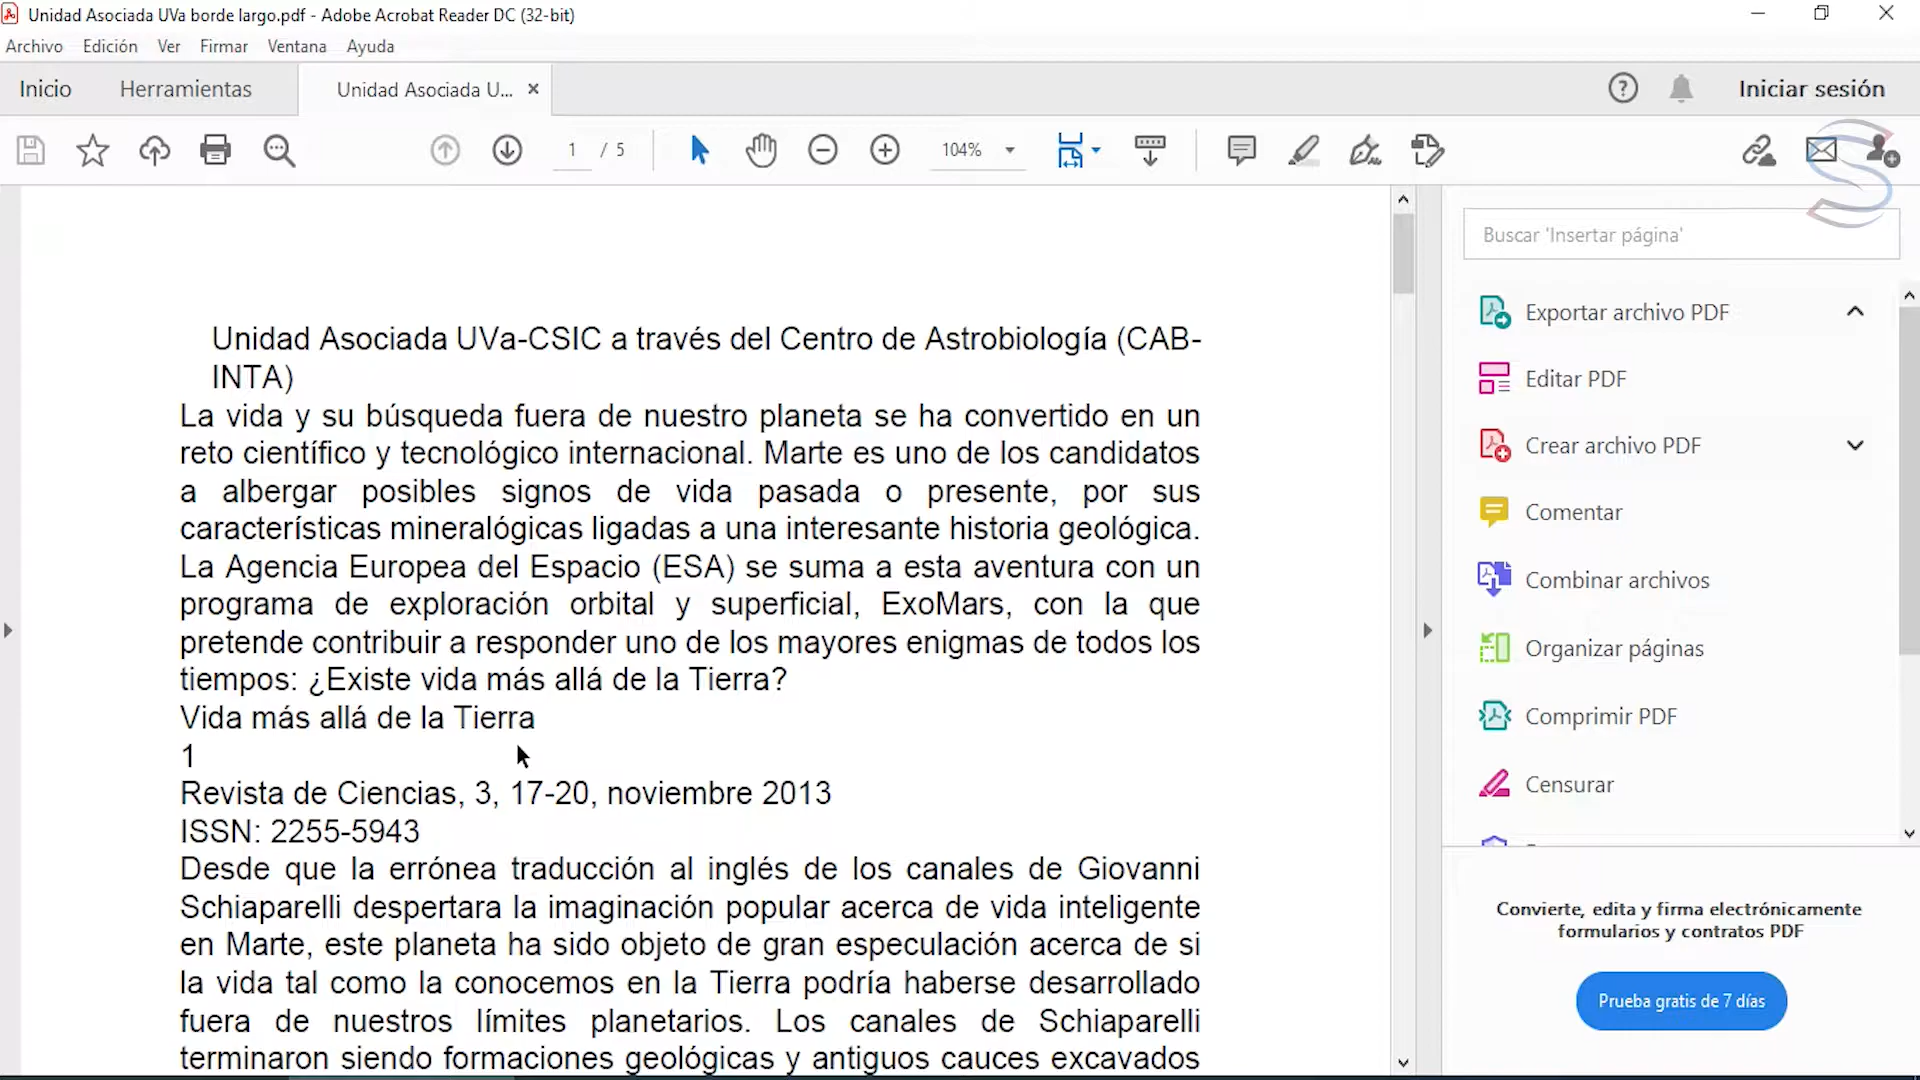 Unidad Asociada UVa borde largo.pdf - Adobe Acrobat Reader DC (32-bit)
Archivo Edición Ver Firmar Ventana Ayuda
Inicio Herramientas Unidad Asociada U... Iniciar sesión
1 / 5 104%
Buscar 'Insertar página'
Exportar archivo PDF
Editar PDF
Crear archivo PDF
Comentar
Combinar archivos
Organizar páginas
Comprimir PDF
Censurar
Convierte, edita y firma electrónicamente
formularios y contratos PDF
Prueba gratis de 7 días
Unidad Asociada UVa-CSIC a través del Centro de Astrobiología (CAB-
INTA)
La vida y su búsqueda fuera de nuestro planeta se ha convertido en un
reto científico y tecnológico internacional. Marte es uno de los candidatos
a albergar posibles signos de vida pasada o presente, por sus
características mineralógicas ligadas a una interesante historia geológica.
La Agencia Europea del Espacio (ESA) se suma a esta aventura con un
programa de exploración orbital y superficial, ExoMars, con la que
pretende contribuir a responder uno de los mayores enigmas de todos los
tiempos: ¿Existe vida más allá de la Tierra?
Vida más allá de la Tierra
1
Revista de Ciencias, 3, 17-20, noviembre 2013
ISSN: 2255-5943
Desde que la errónea traducción al inglés de los canales de Giovanni
Schiaparelli despertara la imaginación popular acerca de vida inteligente
en Marte, este planeta ha sido objeto de gran especulación acerca de si
la vida tal como la conocemos en la Tierra podría haberse desarrollado
fuera de nuestros límites planetarios. Los canales de Schiaparelli
terminaron siendo formaciones geológicas y antiguos cauces excavados